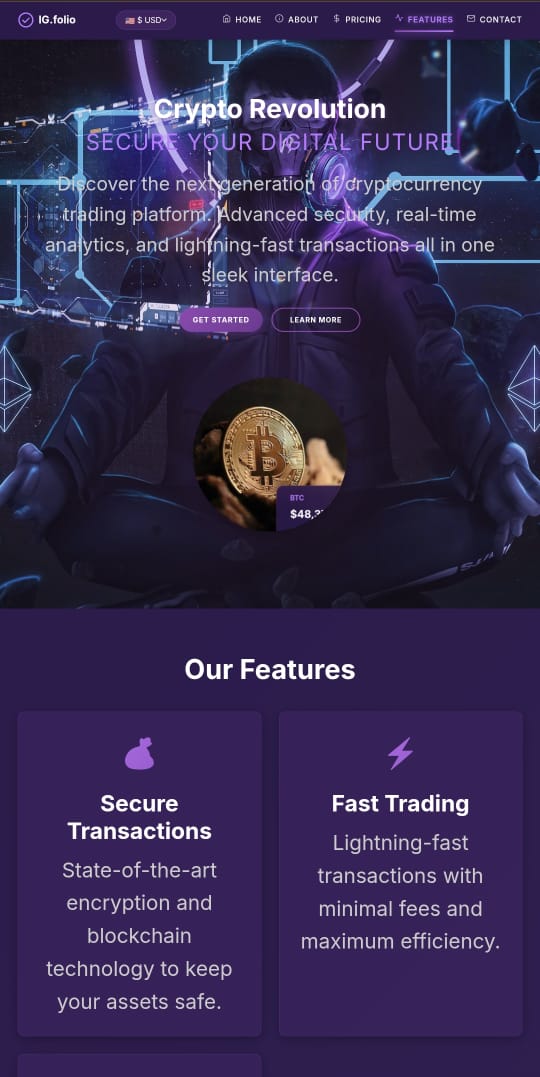 IG.folio
$ USD
HOME
ABOUT
PRICING
FEATURES
CONTACT
Crypto Revolution
SECURE YOUR DIGITAL FUTURE
Discover the next generation of cryptocurrency
trading platform. Advanced security, real-time
analytics, and lightning-fast transactions all in one
sleek interface.
GET STARTED
LEARN MORE
BTC
$48,3
Our Features
Secure
Transactions
State-of-the-art
encryption and
blockchain
technology to keep
your assets safe.
Fast Trading
Lightning-fast
transactions with
minimal fees and
maximum efficiency.